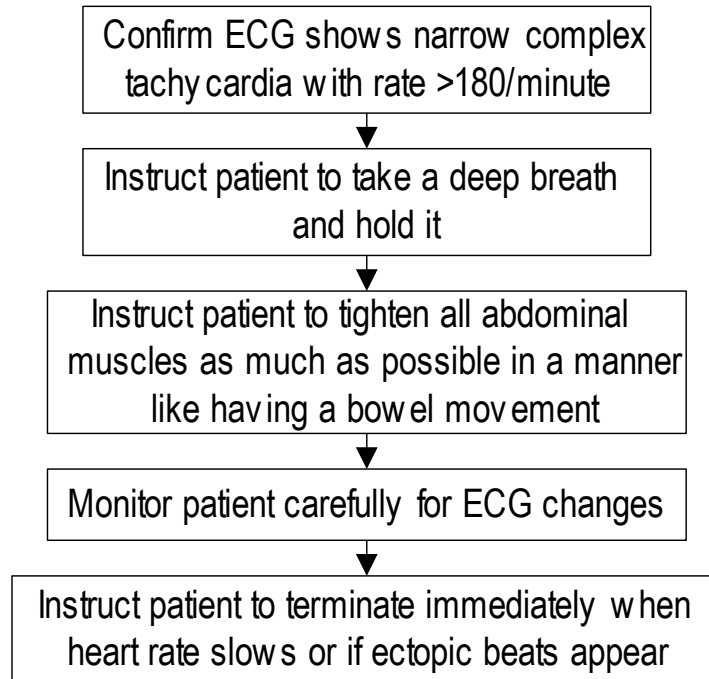 Confirm ECG shows narrow complex
tachycardia with rate >180/minute
Instruct patient to take a deep breath
and hold it
Instruct patient to tighten all abdominal
muscles as much as possible in a manner
like having a bowel movement
Monitor patient carefully for ECG changes
Instruct patient to terminate immediately when
heart rate slows or if ectopic beats appear